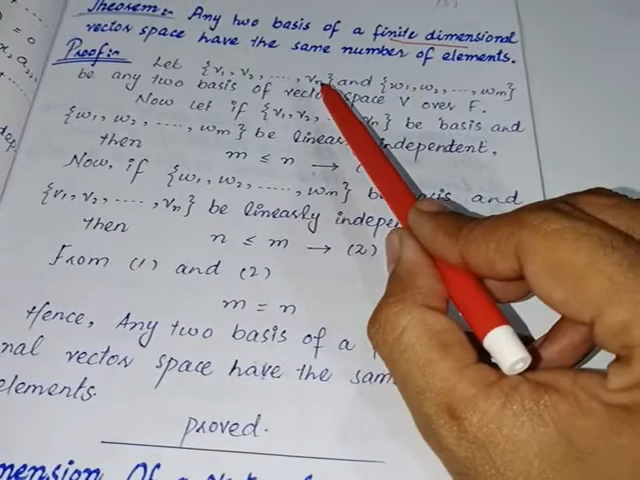 Theorem:- Any two basis of a finite dimensional
vector space have the same number of elements.
Proof:- Let {v1, v2, ...., vn} and {w1, w2, ..., wm}
be any two basis of vector space V over F.
Now let if {v1, v2, .. n} be basis and
{w1, w2, ...., wm} be linear independent,
then m ≤ n → (
Now, if {w1, w2, ....., wm} b and
{v1, v2, ...., vn} be linearly indepe
then n ≤ m → (2)
From (1) and (2)
m = n
Hence, Any two basis of a
nal vector space have the sam
elements.
proved.
mension Of a